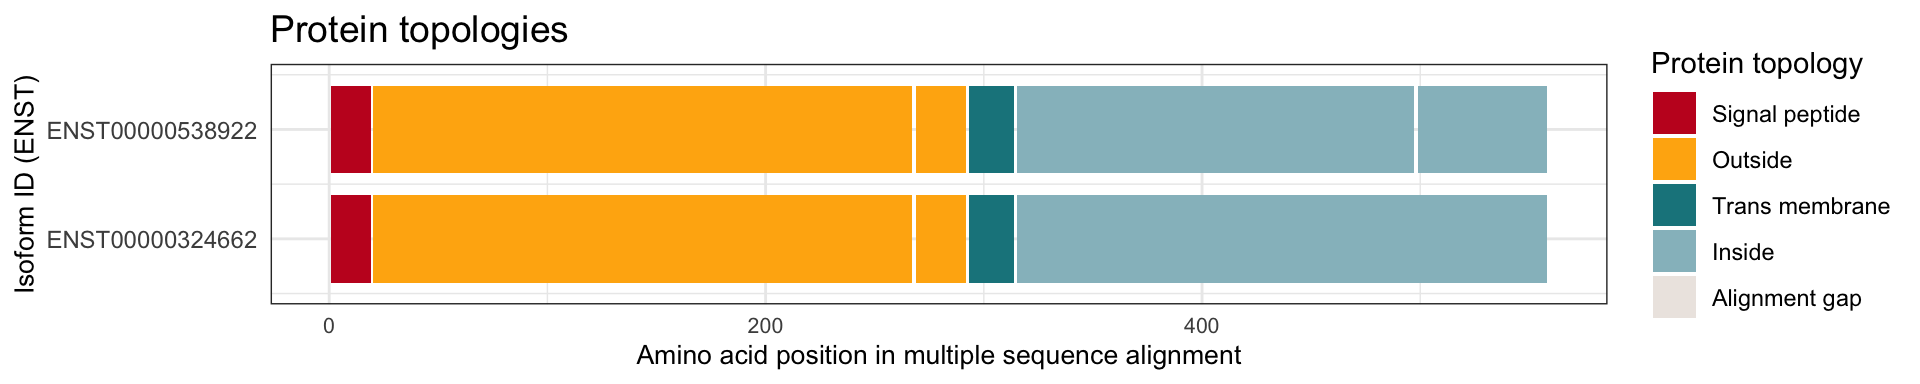 Protein topologies
Isoform ID (ENST)
ENST00000538922
ENST00000324662
0 200 400
Amino acid position in multiple sequence alignment
Protein topology
Signal peptide
Outside
Trans membrane
Inside
Alignment gap